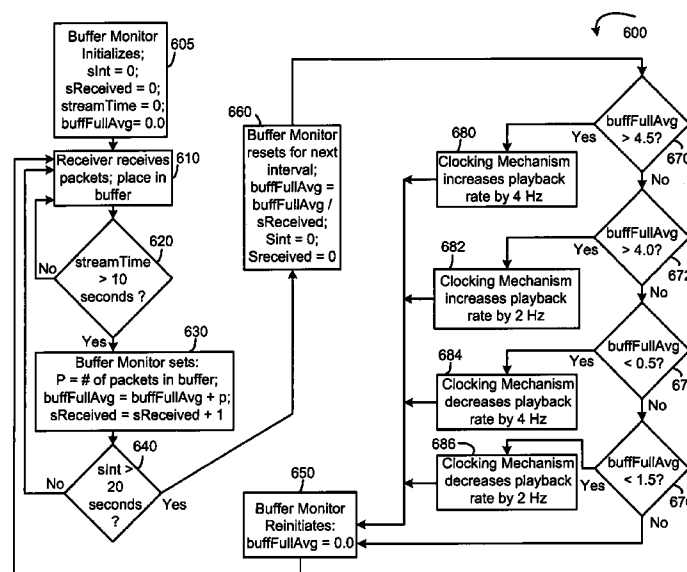 600
605
Buffer Monitor
Initializes;
sInt = 0;
sReceived = 0;
streamTime = 0;
buffFullAvg= 0.0
610
Receiver receives
packets; place in
buffer
620
streamTime
> 10
seconds ?
No
Yes
630
Buffer Monitor sets:
P = # of packets in buffer;
buffFullAvg = buffFullAvg + p;
sReceived = sReceived + 1
640
sInt >
20
seconds
?
No
Yes
660
Buffer Monitor
resets for next
interval;
buffFullAvg =
buffFullAvg /
sReceived;
Sint = 0;
Sreceived = 0
buffFullAvg
> 4.5?
670
Yes
No
680
Clocking Mechanism
increases playback
rate by 4 Hz
buffFullAvg
> 4.0?
672
Yes
No
682
Clocking Mechanism
increases playback
rate by 2 Hz
buffFullAvg
< 0.5?
Yes
No
684
Clocking Mechanism
decreases playback
rate by 4 Hz
buffFullAvg
< 1.5?
Yes
No
686
Clocking Mechanism
decreases playback
rate by 2 Hz
650
Buffer Monitor
Reinitiates:
buffFullAvg = 0.0